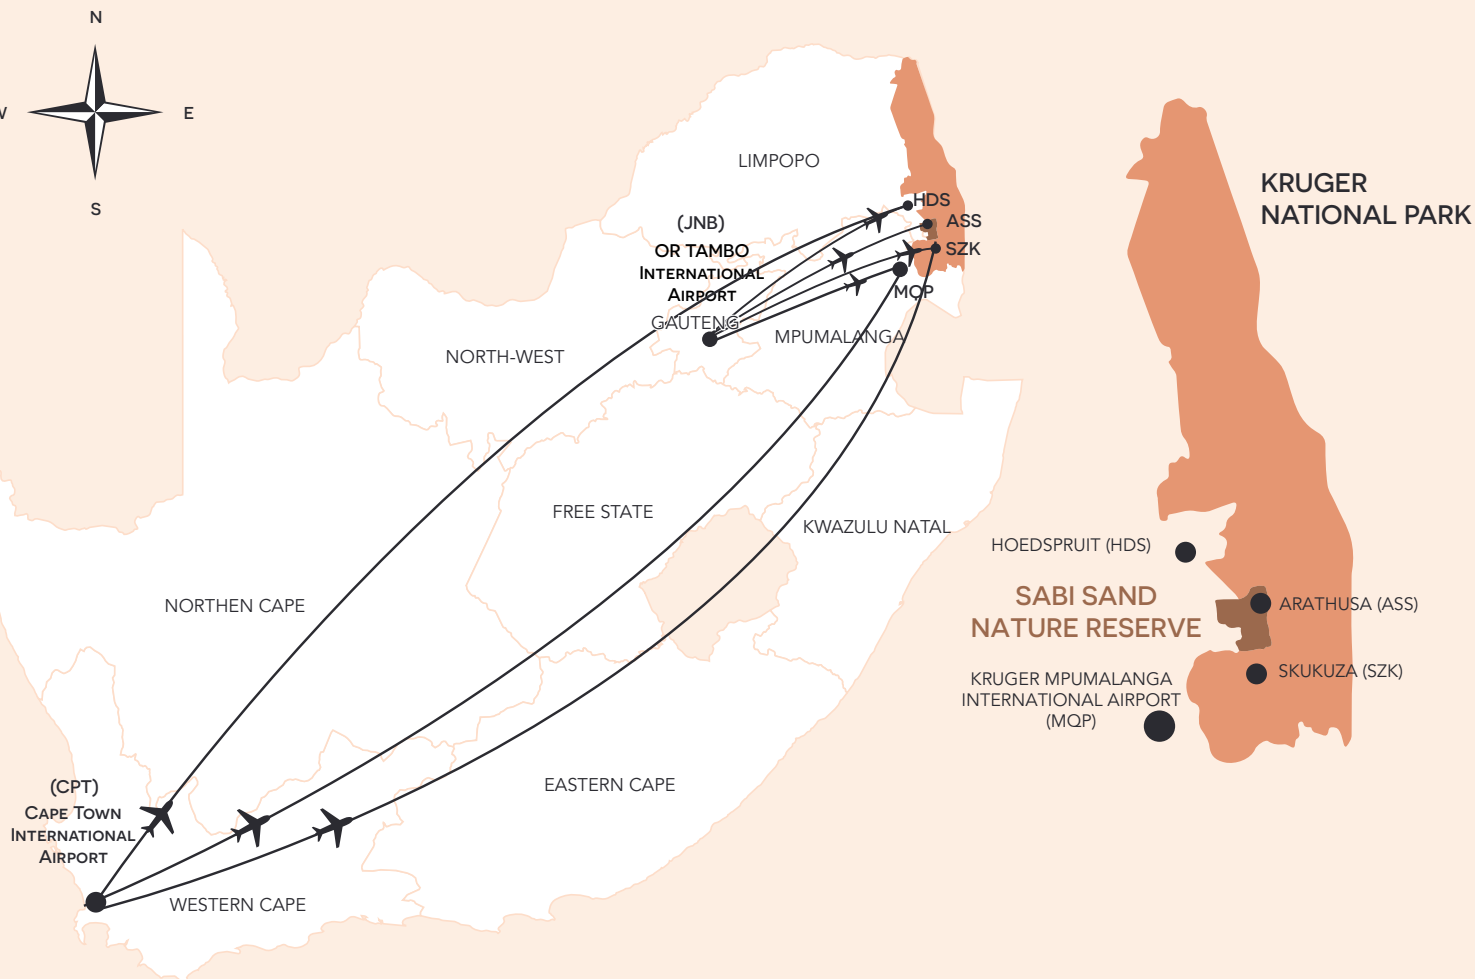 N
W
E
S
LIMPOPO
(JNB)
OR TAMBO
INTERNATIONAL
AIRPORT
GAUTENG
HDS
ASS
SZK
MQP
MPUMALANGA
NORTH-WEST
FREE STATE
KWAZULU NATAL
NORTHEN CAPE
EASTERN CAPE
(CPT)
CAPE TOWN
INTERNATIONAL
AIRPORT
WESTERN CAPE
KRUGER
NATIONAL PARK
HOEDSPRUIT (HDS)
SABI SAND
NATURE RESERVE
ARATHUSA (ASS)
SKUKUZA (SZK)
KRUGER MPUMALANGA
INTERNATIONAL AIRPORT
(MQP)